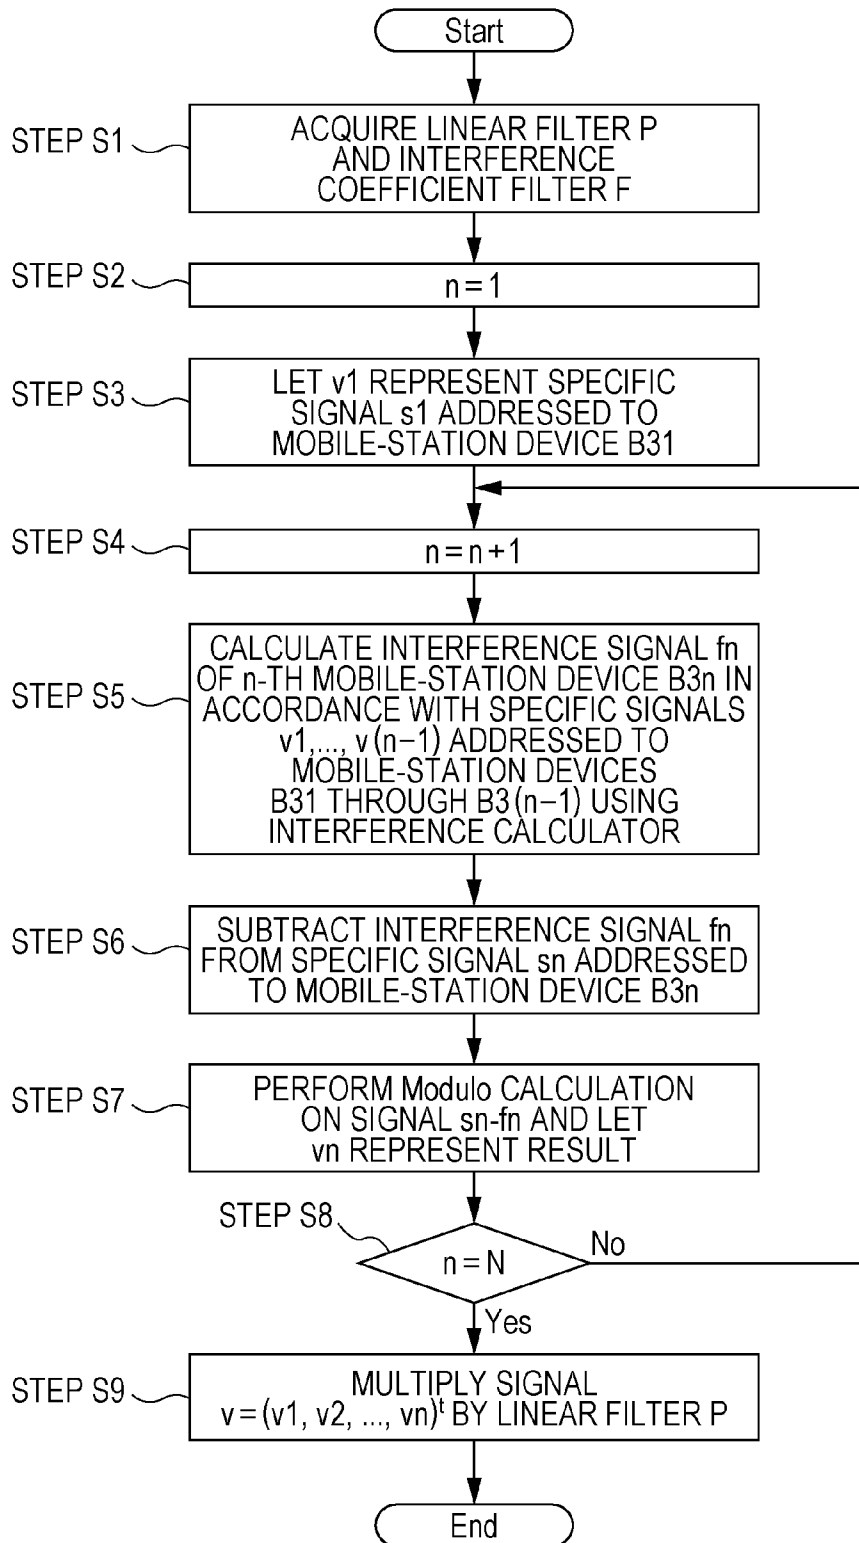 Start
STEP S1
ACQUIRE LINEAR FILTER P
AND INTERFERENCE
COEFFICIENT FILTER F
STEP S2
n = 1
STEP S3
LET v1 REPRESENT SPECIFIC
SIGNAL s1 ADDRESSED TO
MOBILE-STATION DEVICE B31
STEP S4
n = n + 1
STEP S5
CALCULATE INTERFERENCE SIGNAL fn
OF n-TH MOBILE-STATION DEVICE B3n IN
ACCORDANCE WITH SPECIFIC SIGNALS
v1,..., v (n−1) ADDRESSED TO
MOBILE-STATION DEVICES
B31 THROUGH B3 (n−1) USING
INTERFERENCE CALCULATOR
STEP S6
SUBTRACT INTERFERENCE SIGNAL fn
FROM SPECIFIC SIGNAL sn ADDRESSED
TO MOBILE-STATION DEVICE B3n
STEP S7
PERFORM Modulo CALCULATION
ON SIGNAL sn-fn AND LET
vn REPRESENT RESULT
STEP S8
n = N
No
Yes
STEP S9
MULTIPLY SIGNAL
v = (v1, v2, ..., vn)ᵗ BY LINEAR FILTER P
End